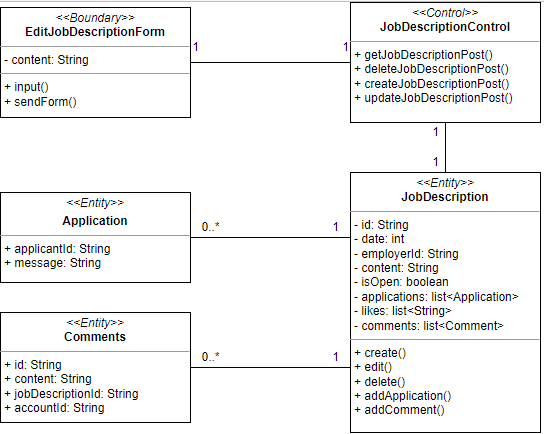 <<Boundary>>
EditJobDescriptionForm
- content: String
+ input()
+ sendForm()
1
1
<<Control>>
JobDescriptionControl
+ getJobDescriptionPost()
+ deleteJobDescriptionPost()
+ createJobDescriptionPost()
+ updateJobDescriptionPost()
1
1
<<Entity>>
Application
+ applicantId: String
+ message: String
0..*
1
<<Entity>>
JobDescription
- id: String
- date: int
- employerId: String
- content: String
- isOpen: boolean
- applications: list<Application>
- likes: list<String>
- comments: list<Comment>
+ create()
+ edit()
+ delete()
+ addApplication()
+ addComment()
<<Entity>>
Comments
+ id: String
+ content: String
+ jobDescriptionId: String
+ accountId: String
0..*
1